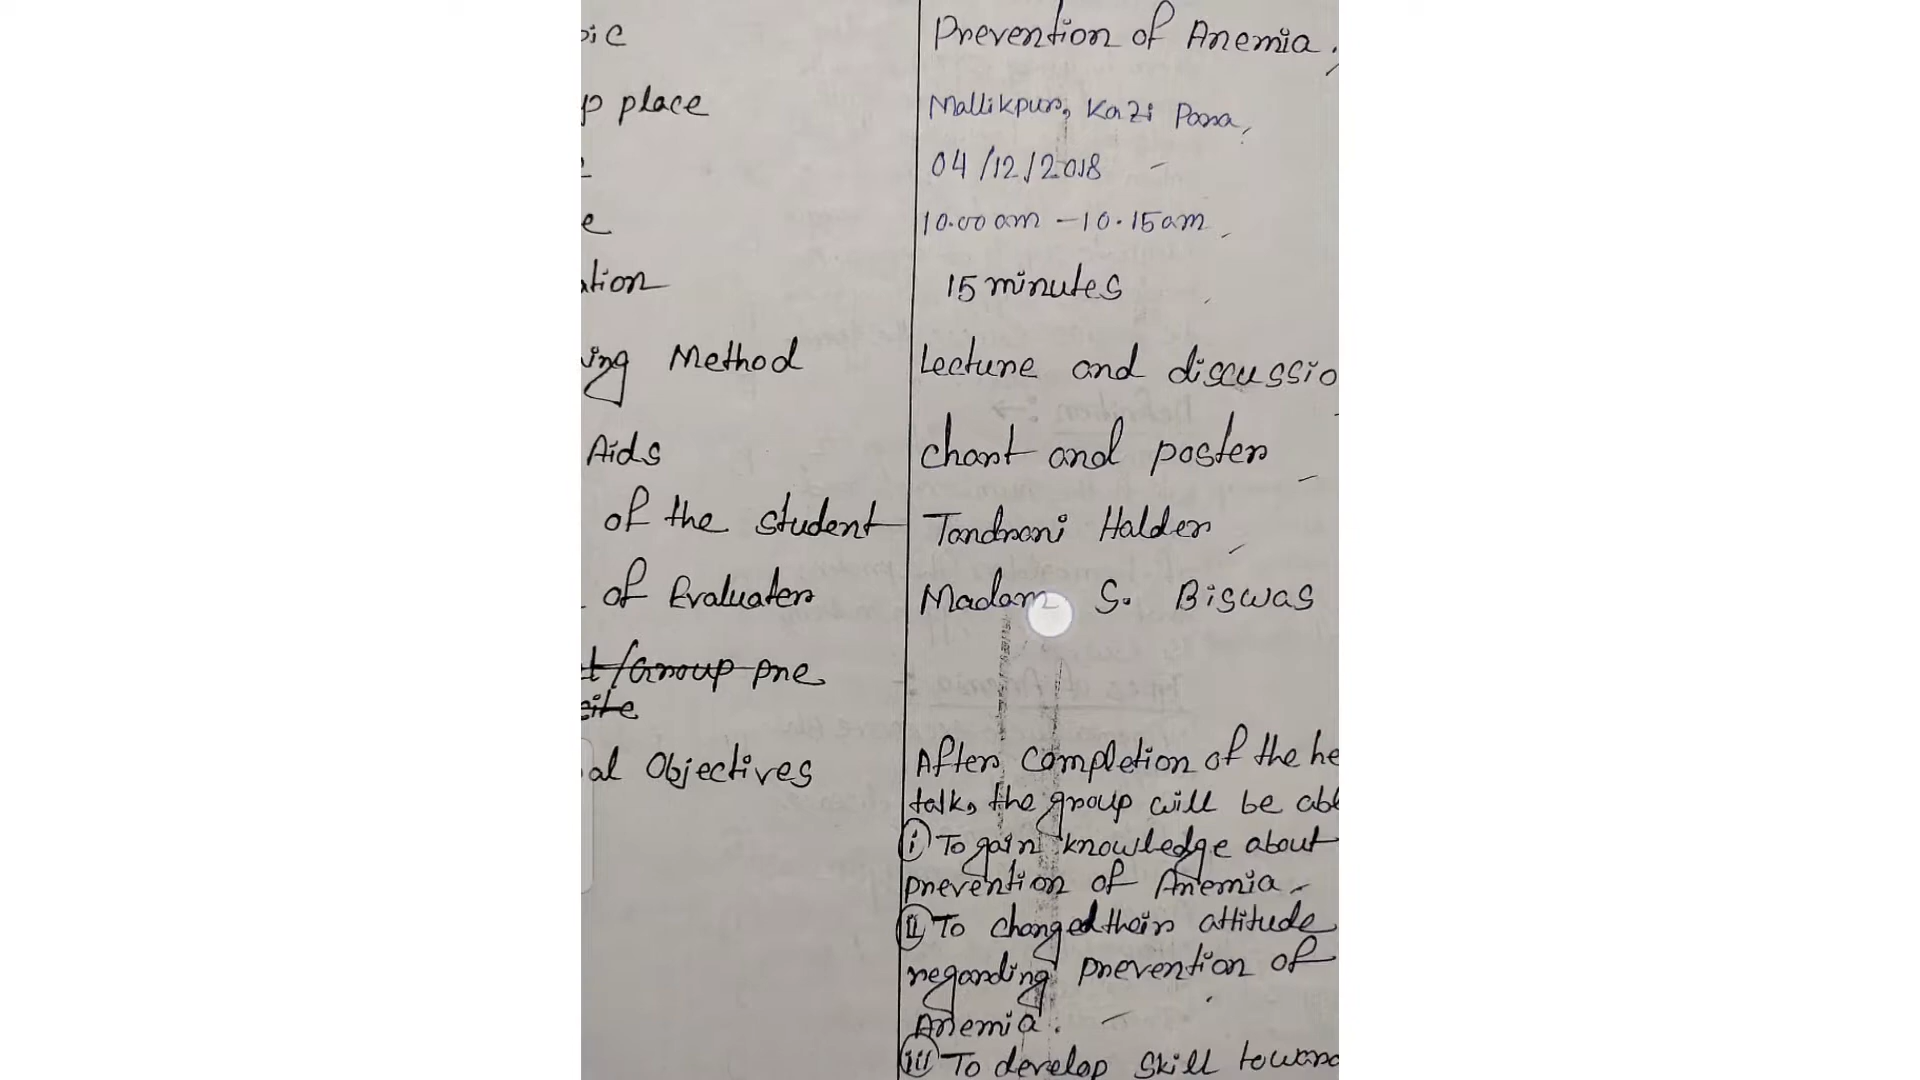 pic Prevention of Anemia,
p place Mallikpur, Kazi Para,
04/12/2018
e 10.00 am - 10.15 am
ation 15 minutes
ing Method Lecture and discussio
Aids Chart and poster
of the student Tandrani Halder
of Evaluater Madam S. Biswas
t/Group pre
site
al Objectives After completion of the he
talk, the group will be abl
(i) To gain knowledge about
prevention of Anemia.
(ii) To changed their attitude
regarding prevention of
Anemia.
(iii) To develop skill toward